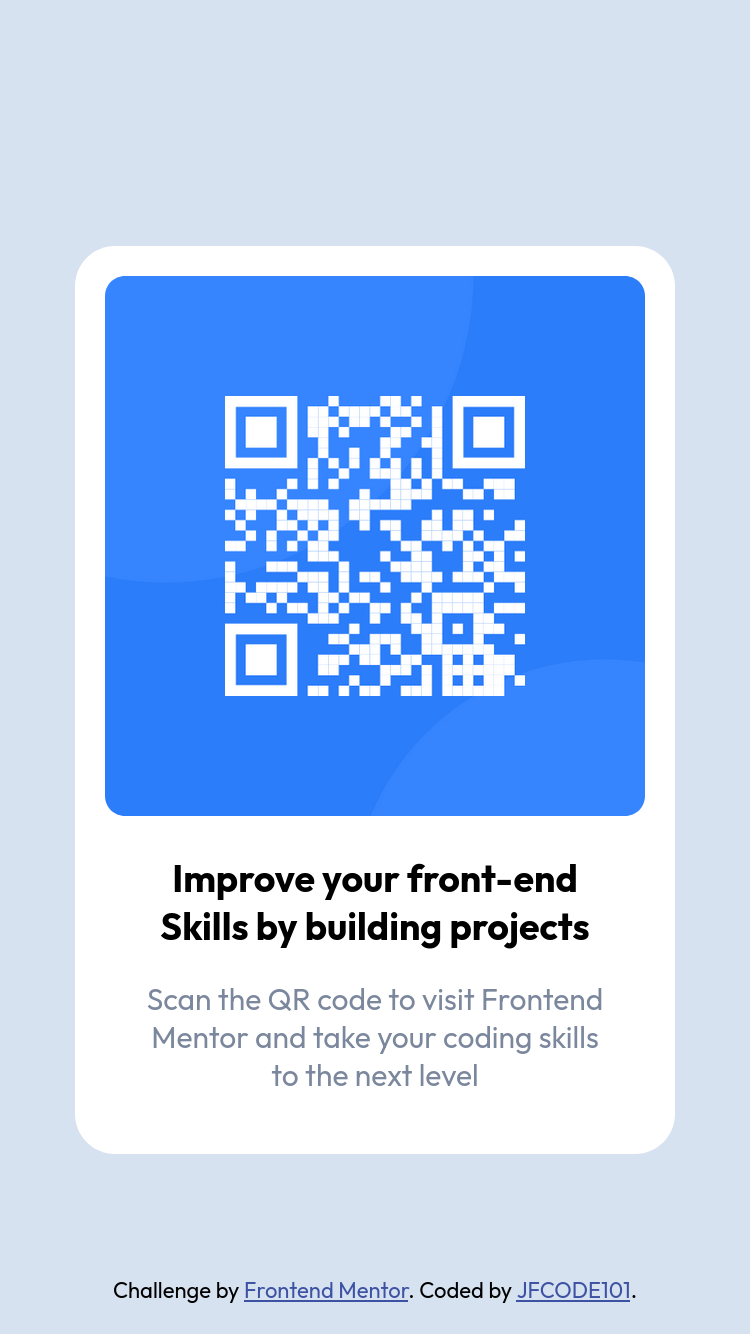 Improve your front-end
Skills by building projects
Scan the QR code to visit Frontend
Mentor and take your coding skills
to the next level
Challenge by Frontend Mentor. Coded by JFCODE101.